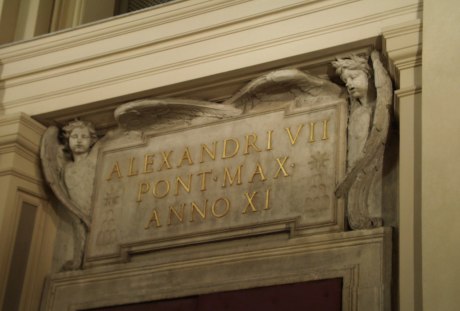 ALEXANDRI VII
PONT·MAX·
ANNO XI